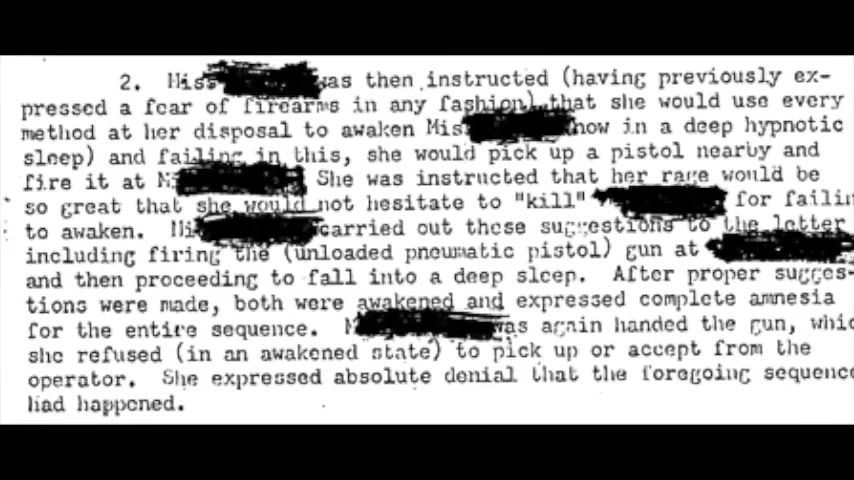 2. Miss was then instructed (having previously ex-
pressed a fear of firearms in any fashion) that she would use every
method at her disposal to awaken Miss (now in a deep hypnotic
sleep) and failing in this, she would pick up a pistol nearby and
fire it at She was instructed that her rage would be
so great that she would not hesitate to "kill" for failin
to awaken. carried out these suggestions to the letter
including firing the (unloaded pneumatic pistol) gun at
and then proceeding to fall into a deep sleep. After proper sugges-
tions were made, both were awakened and expressed complete amnesia
for the entire sequence. was again handed the gun, whic
she refused (in an awakened state) to pick up or accept from the
operator. She expressed absolute denial that the foregoing sequence
had happened.